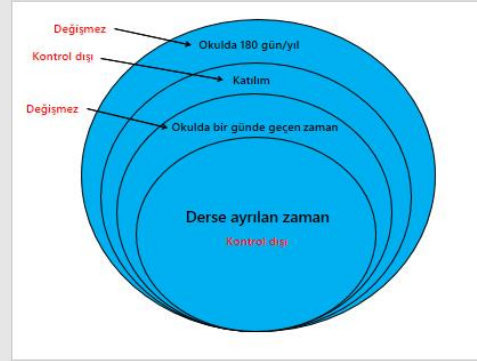 Değişmez
Okulda 180 gün/yıl
Kontrol dışı
Katılım
Değişmez
Okulda bir günde geçen zaman
Derse ayrılan zaman
Kontrol dışı